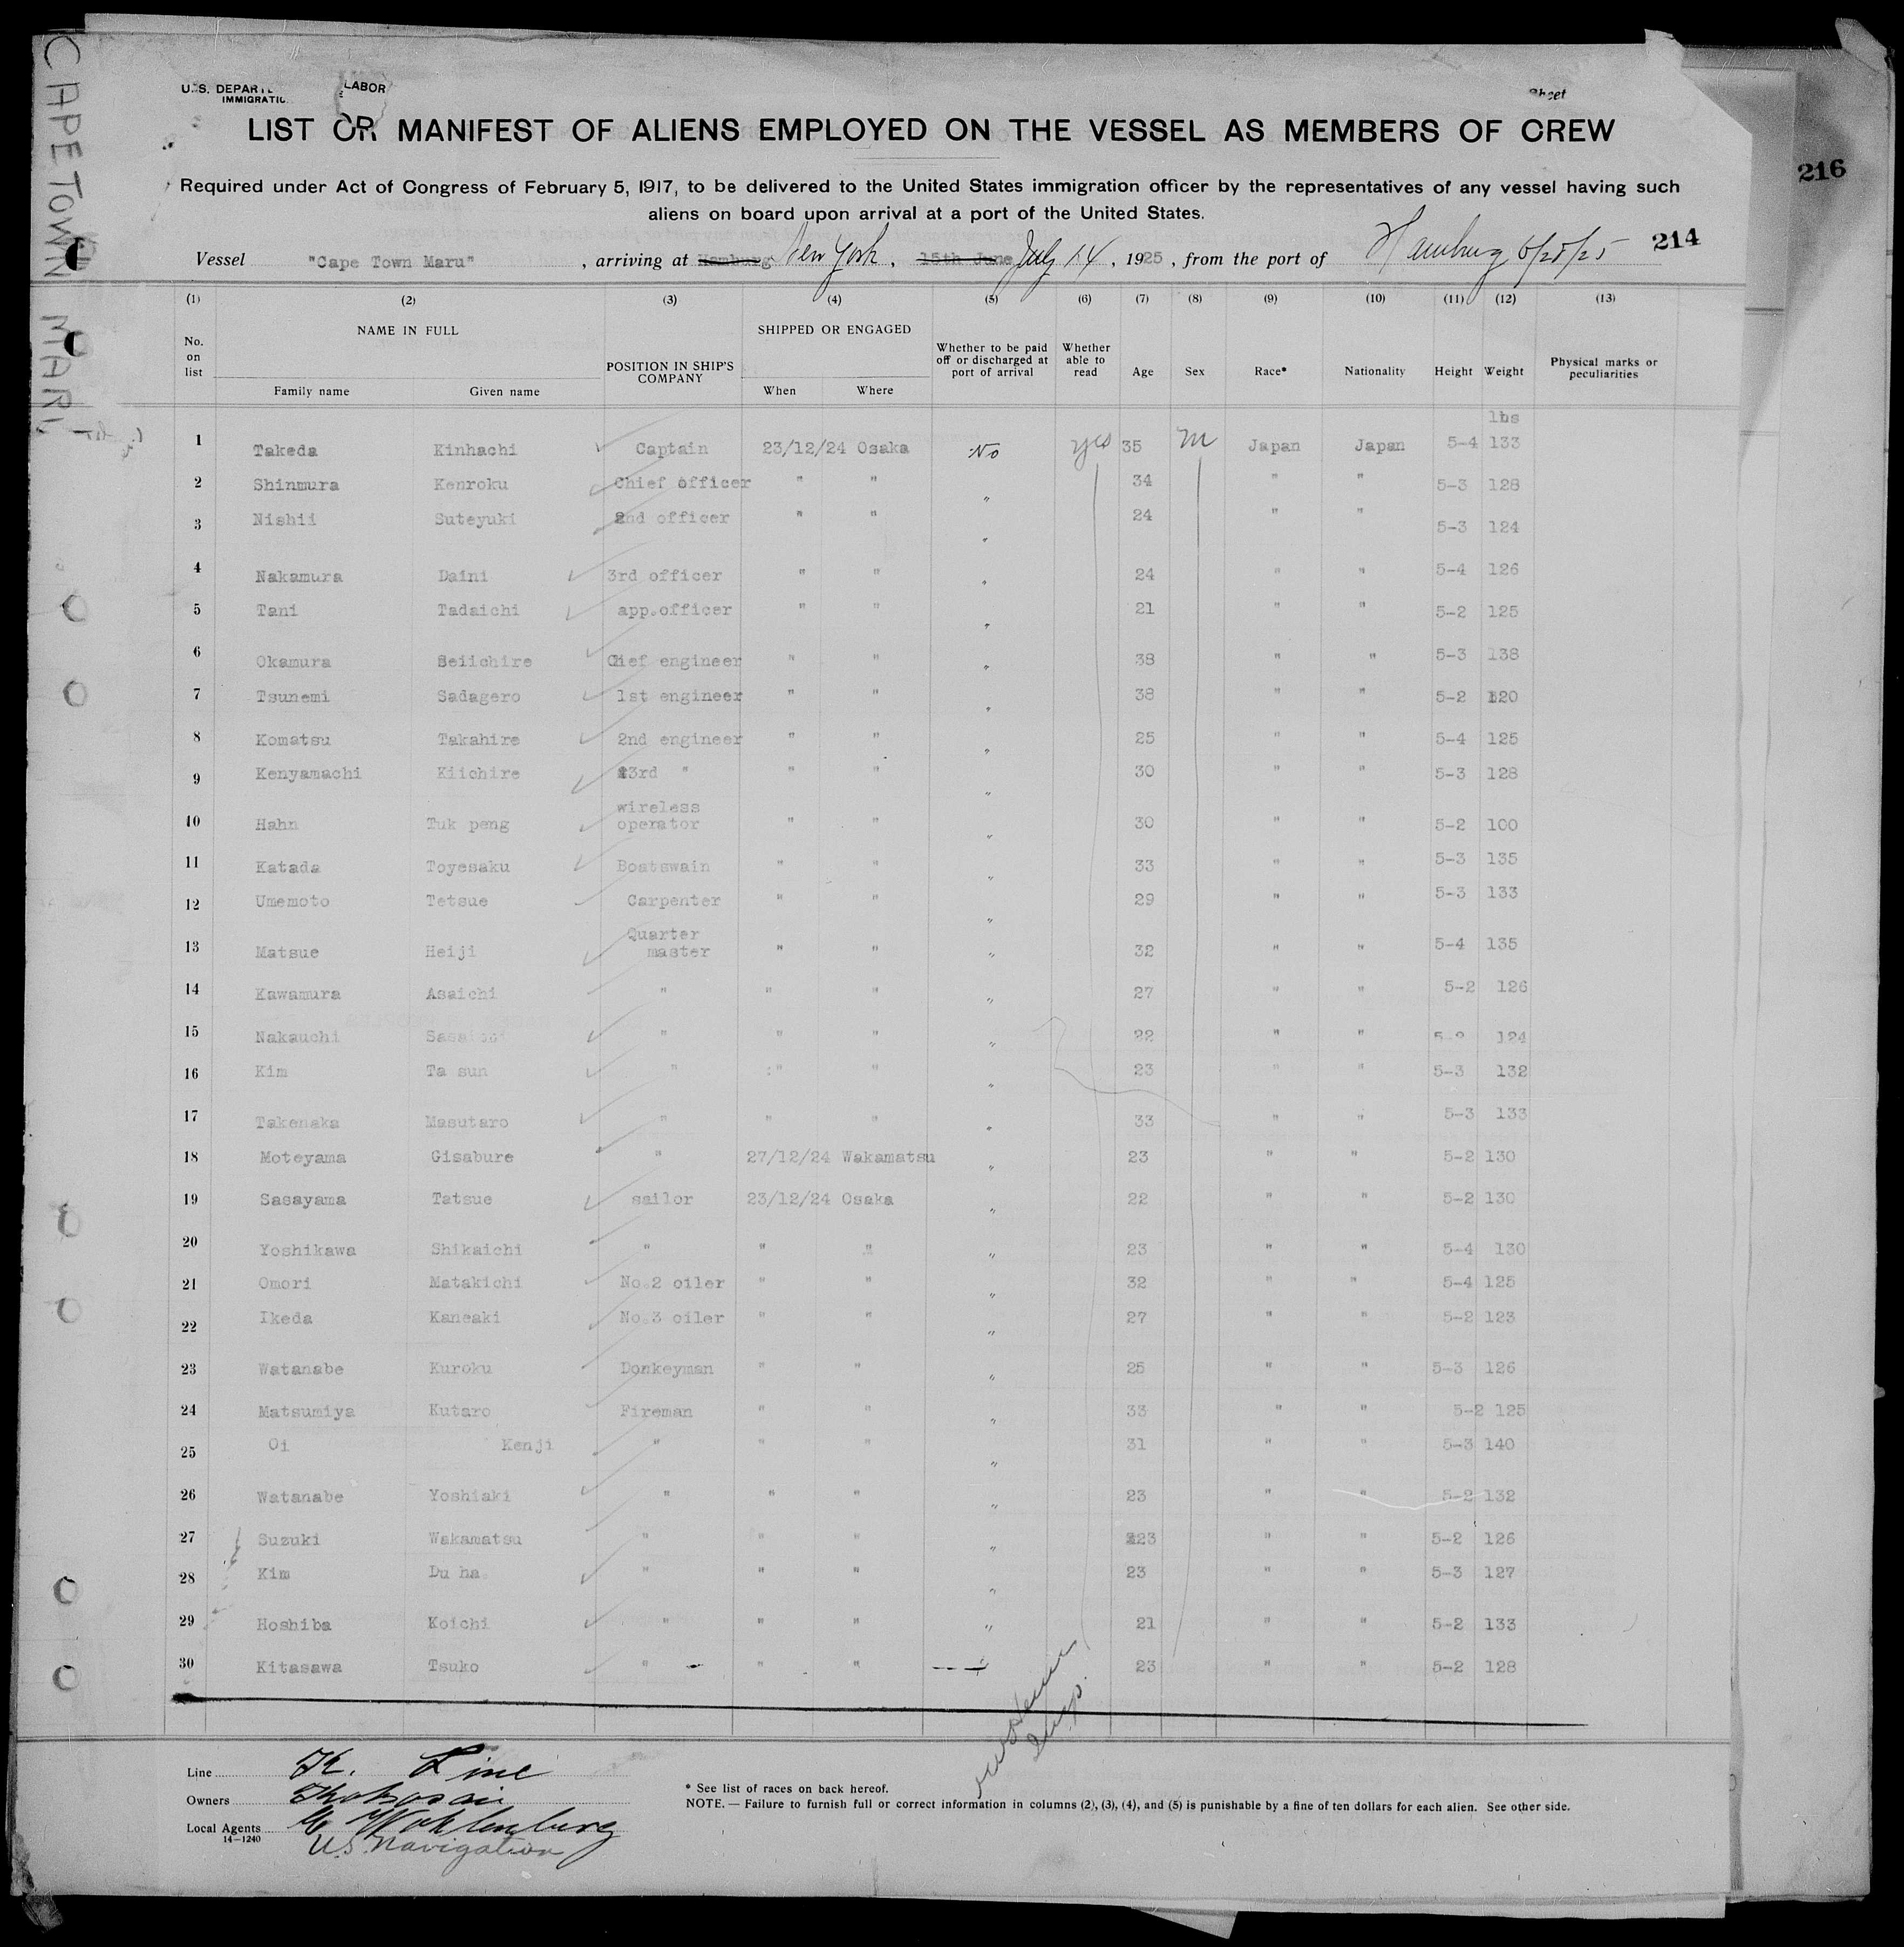 CAPETOWN MARU
U.S. DEPART LABOR
IMMIGRATIO
Sheet
LIST OR MANIFEST OF ALIENS EMPLOYED ON THE VESSEL AS MEMBERS OF CREW
216
Required under Act of Congress of February 5, 1917, to be delivered to the United States immigration officer by the representatives of any vessel having such
aliens on board upon arrival at a port of the United States.
214
Vessel "Cape Town Maru" , arriving at Hamburg New York , 15th June July 14 , 1925 , from the port of Hamburg 6/28/25
(1) (2) (3) (4) (5) (6) (7) (8) (9) (10) (11) (12) (13)
No. on list NAME IN FULL Family name Given name POSITION IN SHIP'S COMPANY SHIPPED OR ENGAGED When Where Whether to be paid off or discharged at port of arrival Whether able to read Age Sex Race* Nationality Height Weight Physical marks or peculiarities
lbs
1 Takeda Kinhachi Captain 23/12/24 Osaka No yes 35 M Japan Japan 5-4 133
2 Shinmura Kenroku Chief officer " " " 34 " " 5-3 128
3 Nishii Suteyuki 2nd officer " " " 24 " " 5-3 124
4 Nakamura Daini 3rd officer " " " 24 " " 5-4 126
5 Tani Tadaichi app.officer " " " 21 " " 5-2 125
6 Okamura Seiichire Chief engineer " " " 38 " " 5-3 138
7 Tsunemi Sadagero 1st engineer " " " 38 " " 5-2 120
8 Komatsu Takahire 2nd engineer " " " 25 " " 5-4 125
9 Kenyamachi Kiichire 3rd " " " " 30 " " 5-3 128
10 Hahn Tuk peng wireless operator " " " 30 " " 5-2 100
11 Katada Toyesaku Boatswain " " " 33 " " 5-3 135
12 Umemoto Tetsue Carpenter " " " 29 " " 5-3 133
13 Matsue Heiji Quarter master " " " 32 " " 5-4 135
14 Kawamura Asaichi " " " " 27 " " 5-2 126
15 Nakauchi " " " " 22 " " 5-2 124
16 Kim Ta sun " " " " 23 " " 5-3 132
17 Takenaka Masutaro " " " " 33 " " 5-3 133
18 Moteyama Gisabure " 27/12/24 Wakamatsu " 23 " " 5-2 130
19 Sasayama Tatsue sailor 23/12/24 Osaka " 22 " " 5-2 130
20 Yoshikawa Shikaichi " " " " 23 " " 5-4 130
21 Omori Matakichi No.2 oiler " " " 32 " " 5-4 125
22 Ikeda Kaneaki No.3 oiler " " " 27 " " 5-2 123
23 Watanabe Kuroku Donkeyman " " " 25 " " 5-3 126
24 Matsumiya Kutaro Fireman " " " 33 " " 5-2 125
25 Oi Kenji " " " " 31 " " 5-3 140
26 Watanabe Yoshiaki " " " " 23 " " 5-2 132
27 Suzuki Wakamatsu " " " " 23 " " 5-2 126
28 Kim Du ha " " " " 23 " " 5-3 127
29 Hoshiba Koichi " " " " 21 " " 5-2 133
30 Kitasawa Tsuko " " " 23 " " 5-2 128
Line K. Line
Owners
Local Agents
14-1240
U.S. Navigation
* See list of races on back hereof.
NOTE. — Failure to furnish full or correct information in columns (2), (3), (4), and (5) is punishable by a fine of ten dollars for each alien. See other side.